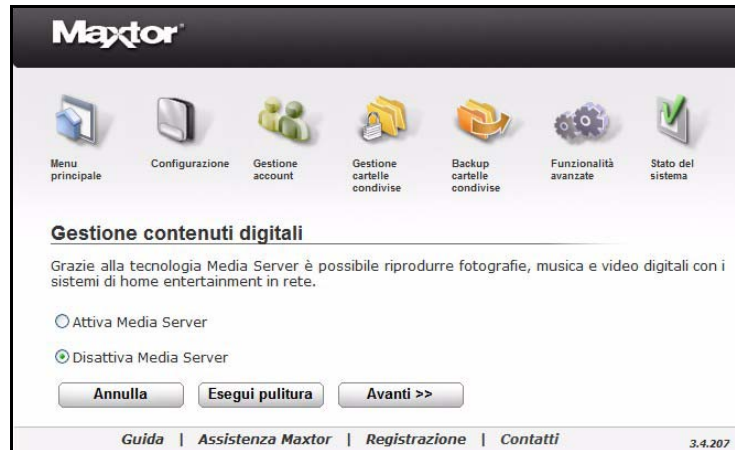 Maxtor
Menu principale
Configurazione
Gestione account
Gestione cartelle condivise
Backup cartelle condivise
Funzionalità avanzate
Stato del sistema
Gestione contenuti digitali
Grazie alla tecnologia Media Server è possibile riprodurre fotografie, musica e video digitali con i
sistemi di home entertainment in rete.
Attiva Media Server
Disattiva Media Server
Annulla
Esegui pulitura
Avanti >>
Guida | Assistenza Maxtor | Registrazione | Contatti
3.4.207